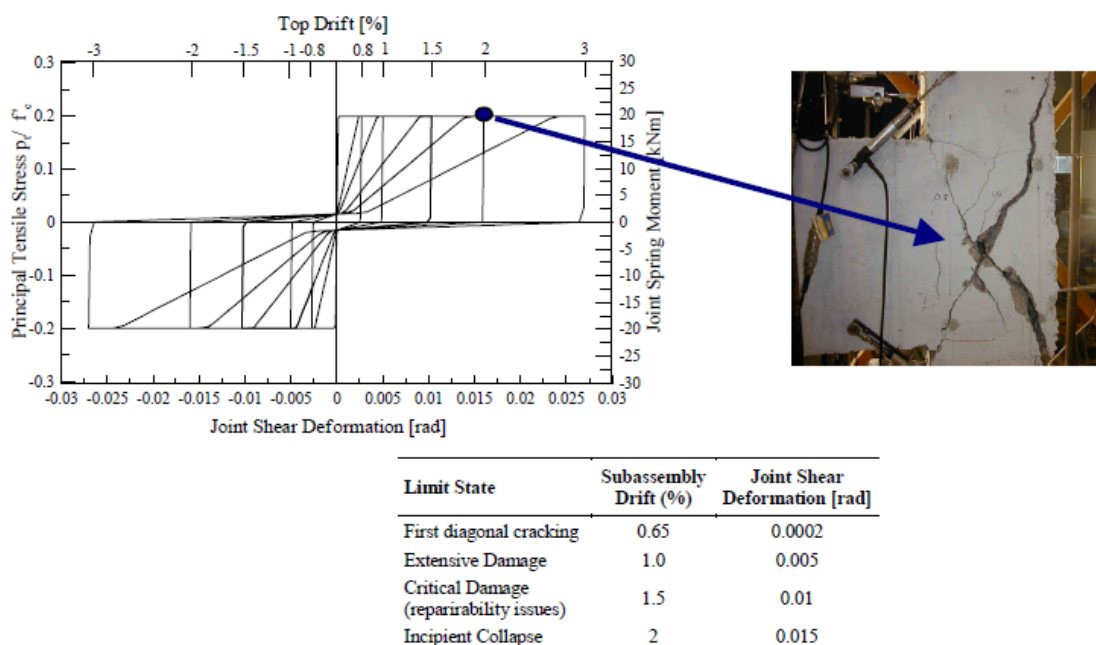 Top Drift [%]
-3 -2 -1.5 -1 -0.8 0.8 1 1.5 2 3
Principal Tensile Stress pₜ/ f'c
0.3
0.2
0.1
0
-0.1
-0.2
-0.3
30
25
20
15
10
5
0
-5
-10
-15
-20
-25
-30
Joint Spring Moment [kNm]
-0.03 -0.025 -0.02 -0.015 -0.01 -0.005 0 0.005 0.01 0.015 0.02 0.025 0.03
Joint Shear Deformation [rad]
Limit State Subassembly Drift (%) Joint Shear Deformation [rad]
First diagonal cracking 0.65 0.0002
Extensive Damage 1.0 0.005
Critical Damage
(reparirability issues) 1.5 0.01
Incipient Collapse 2 0.015